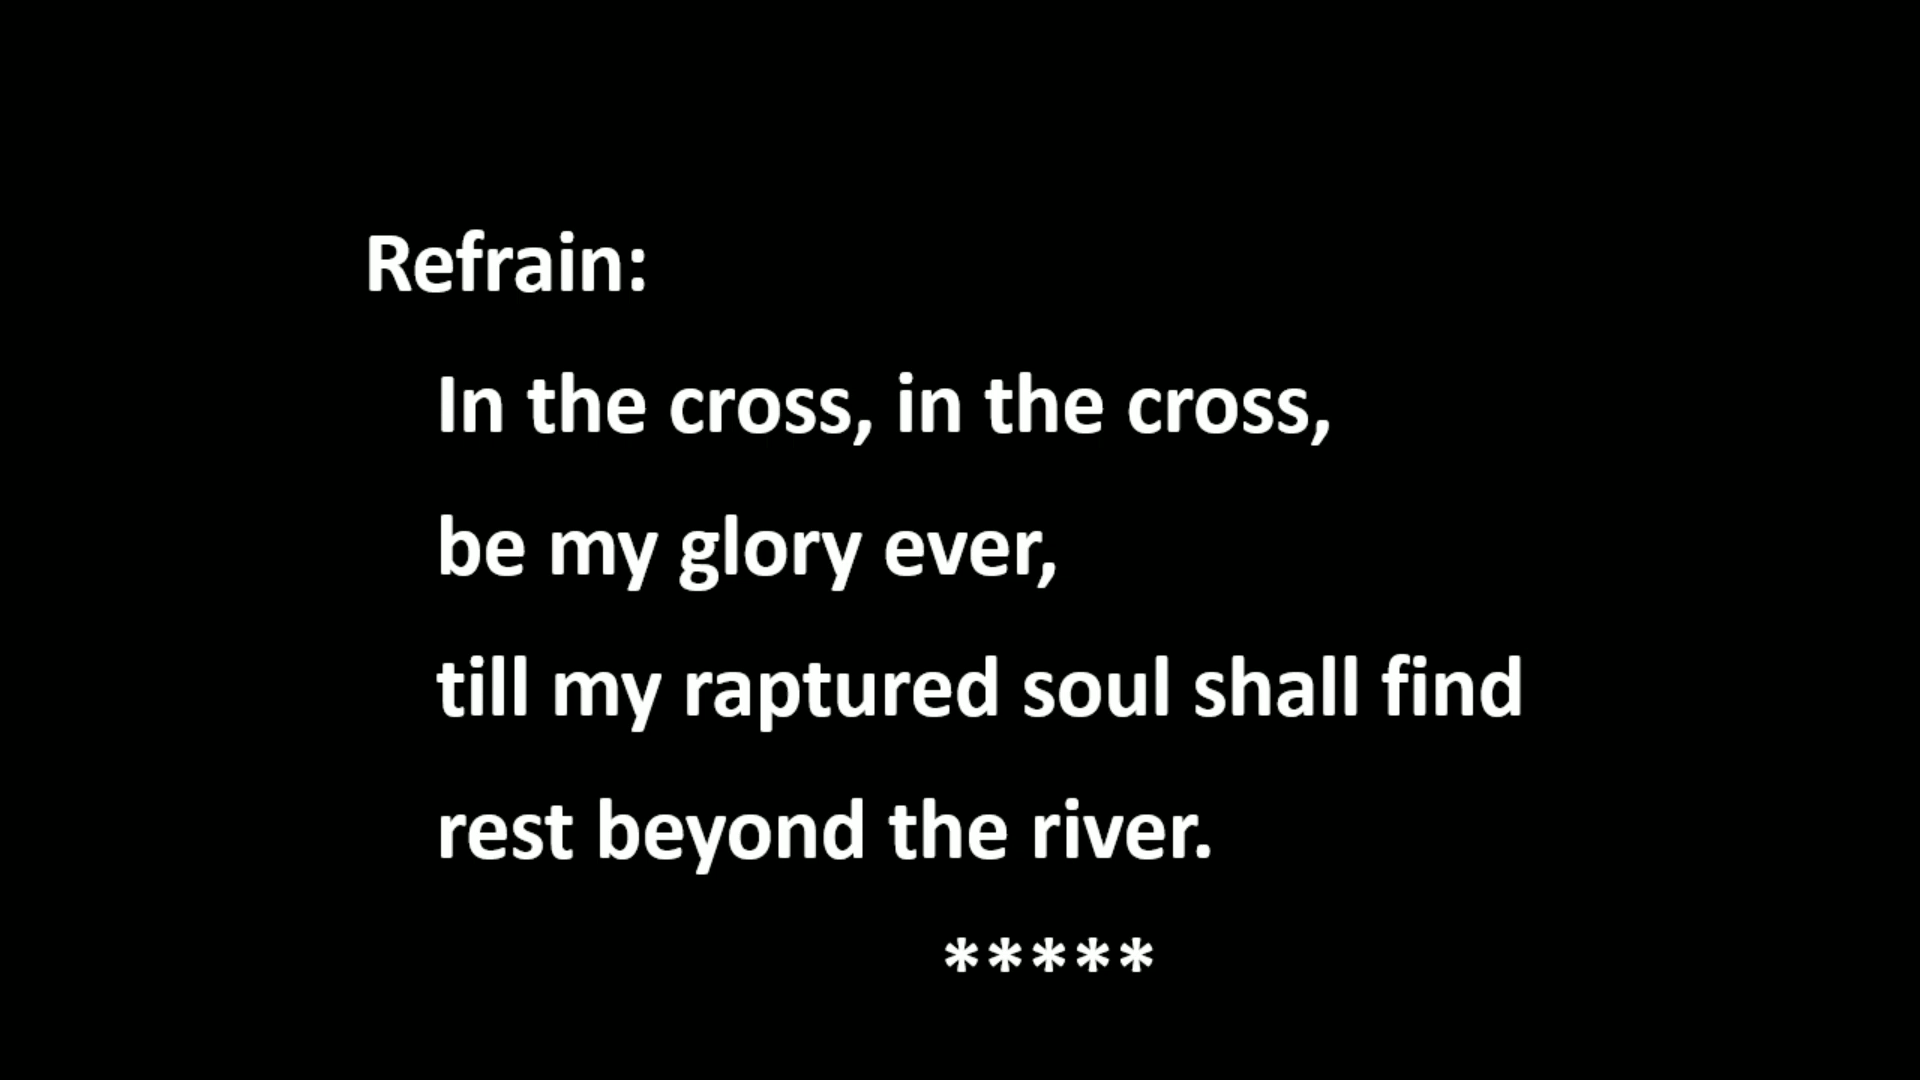 Refrain:
In the cross, in the cross,
be my glory ever,
till my raptured soul shall find
rest beyond the river.
*****